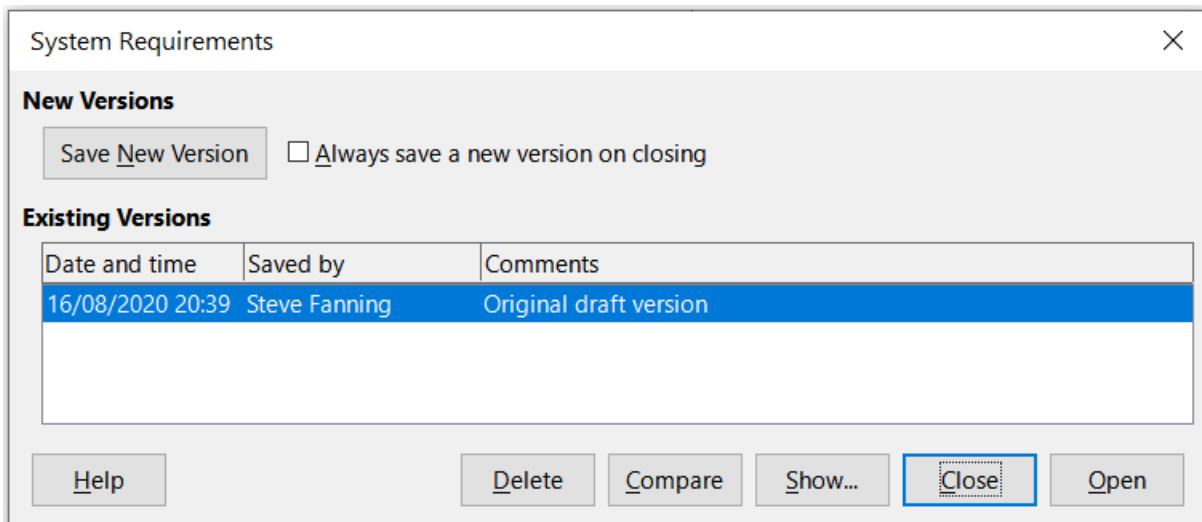 System Requirements
New Versions
Save New Version Always save a new version on closing
Existing Versions
Date and time Saved by Comments
16/08/2020 20:39 Steve Fanning Original draft version
Help Delete Compare Show... Close Open